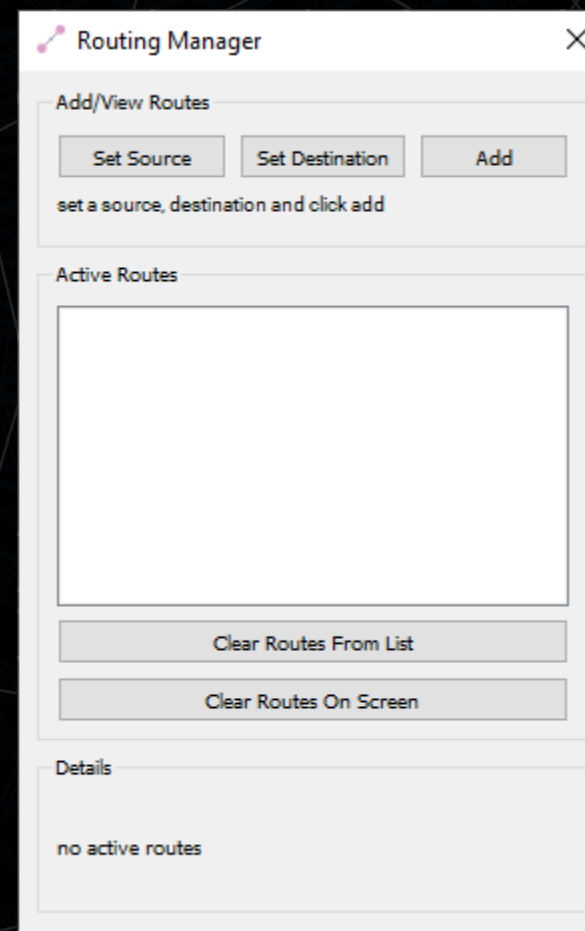 Routing Manager
Add/View Routes
Set Source Set Destination Add
set a source, destination and click add
Active Routes
Clear Routes From List
Clear Routes On Screen
Details
no active routes